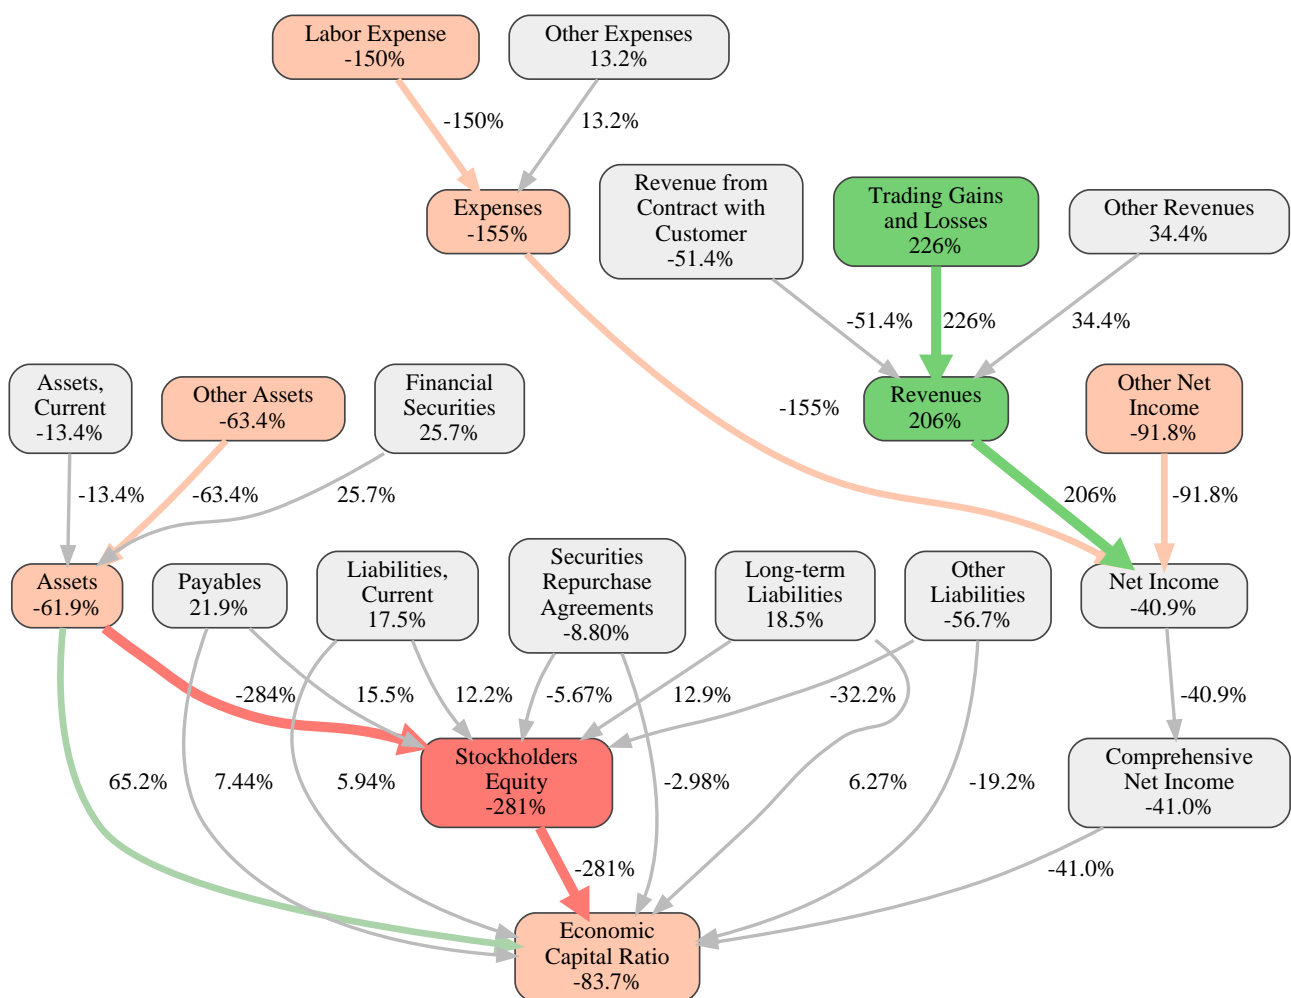 Labor Expense
-150%
Other Expenses
13.2%
-150%
13.2%
Expenses
-155%
Revenue from
Contract with
Customer
-51.4%
Trading Gains
and Losses
226%
Other Revenues
34.4%
-51.4%
226%
34.4%
Assets,
Current
-13.4%
Other Assets
-63.4%
Financial
Securities
25.7%
-155%
Revenues
206%
Other Net
Income
-91.8%
-13.4%
-63.4%
25.7%
206%
-91.8%
Assets
-61.9%
Payables
21.9%
Liabilities,
Current
17.5%
Securities
Repurchase
Agreements
-8.80%
Long-term
Liabilities
18.5%
Other
Liabilities
-56.7%
Net Income
-40.9%
-284%
15.5%
12.2%
-5.67%
12.9%
-32.2%
-40.9%
65.2%
7.44%
5.94%
Stockholders
Equity
-281%
-2.98%
6.27%
-19.2%
Comprehensive
Net Income
-41.0%
-281%
-41.0%
Economic
Capital Ratio
-83.7%